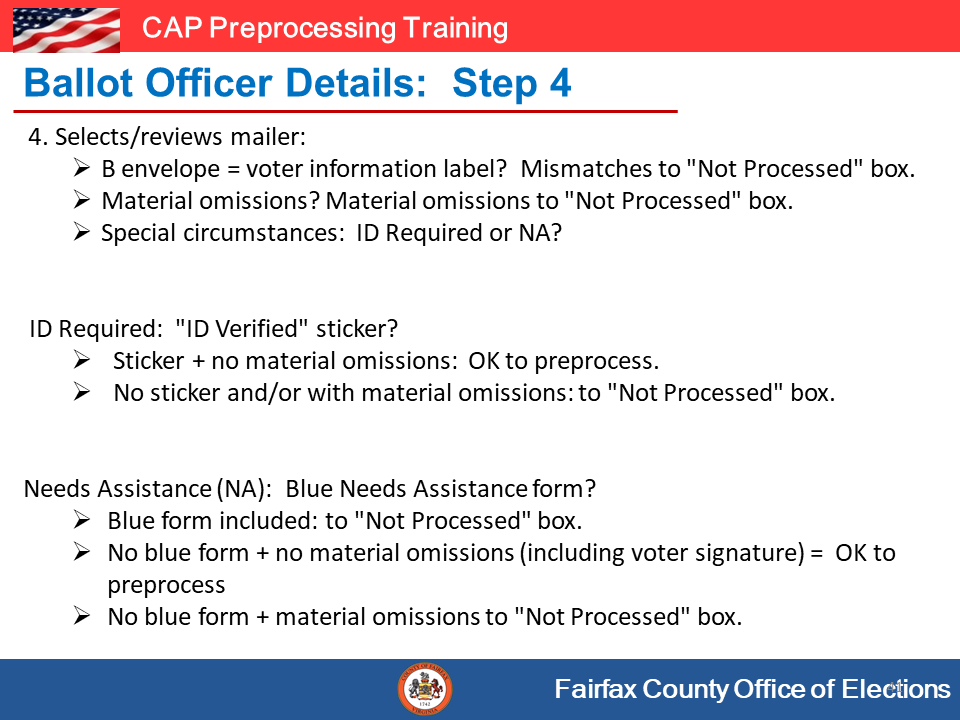 CAP Preprocessing Training
Ballot Officer Details:  Step 4
4. Selects/reviews mailer:
➢ B envelope = voter information label?  Mismatches to "Not Processed" box.
➢ Material omissions? Material omissions to "Not Processed" box.
➢ Special circumstances:  ID Required or NA?
ID Required:  "ID Verified" sticker?
➢ Sticker + no material omissions:  OK to preprocess.
➢ No sticker and/or with material omissions: to "Not Processed" box.
Needs Assistance (NA):  Blue Needs Assistance form?
➢ Blue form included: to "Not Processed" box.
➢ No blue form + no material omissions (including voter signature) =  OK to
preprocess
➢ No blue form + material omissions to "Not Processed" box.
1742
Fairfax County Office of Elections